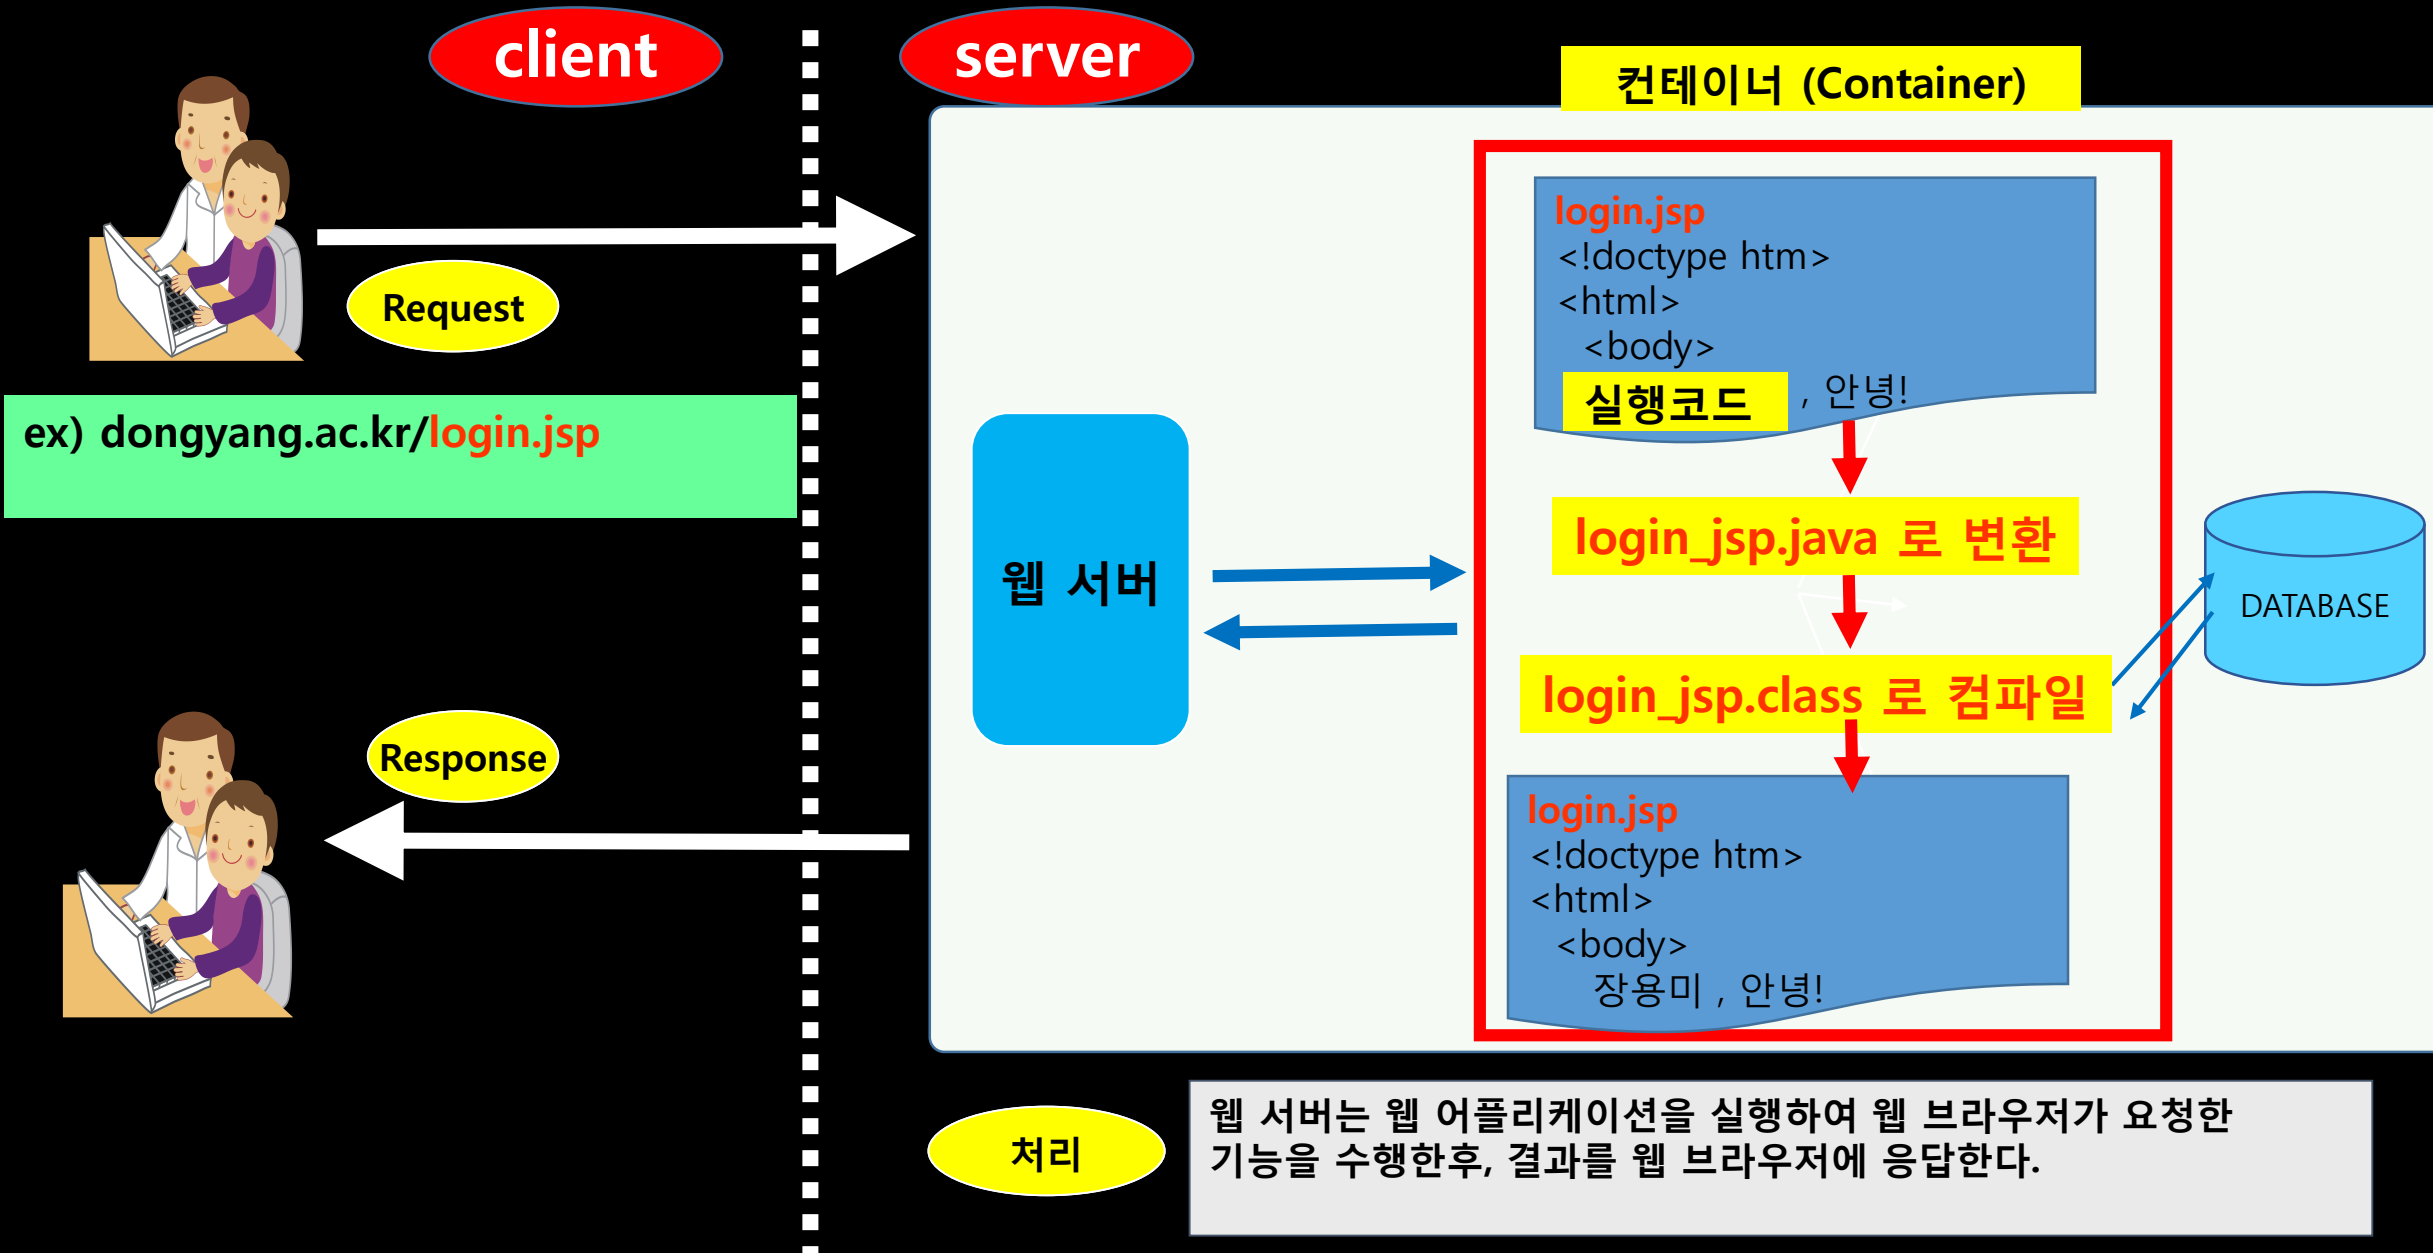 client
server
컨테이너 (Container)
Request
ex) dongyang.ac.kr/login.jsp
login.jsp
<!doctype htm>
<html>
<body>
실행코드 , 안녕!
login_jsp.java 로 변환
웹 서버
DATABASE
login_jsp.class 로 컴파일
Response
login.jsp
<!doctype htm>
<html>
<body>
장용미 , 안녕!
처리
웹 서버는 웹 어플리케이션을 실행하여 웹 브라우저가 요청한
기능을 수행한후, 결과를 웹 브라우저에 응답한다.